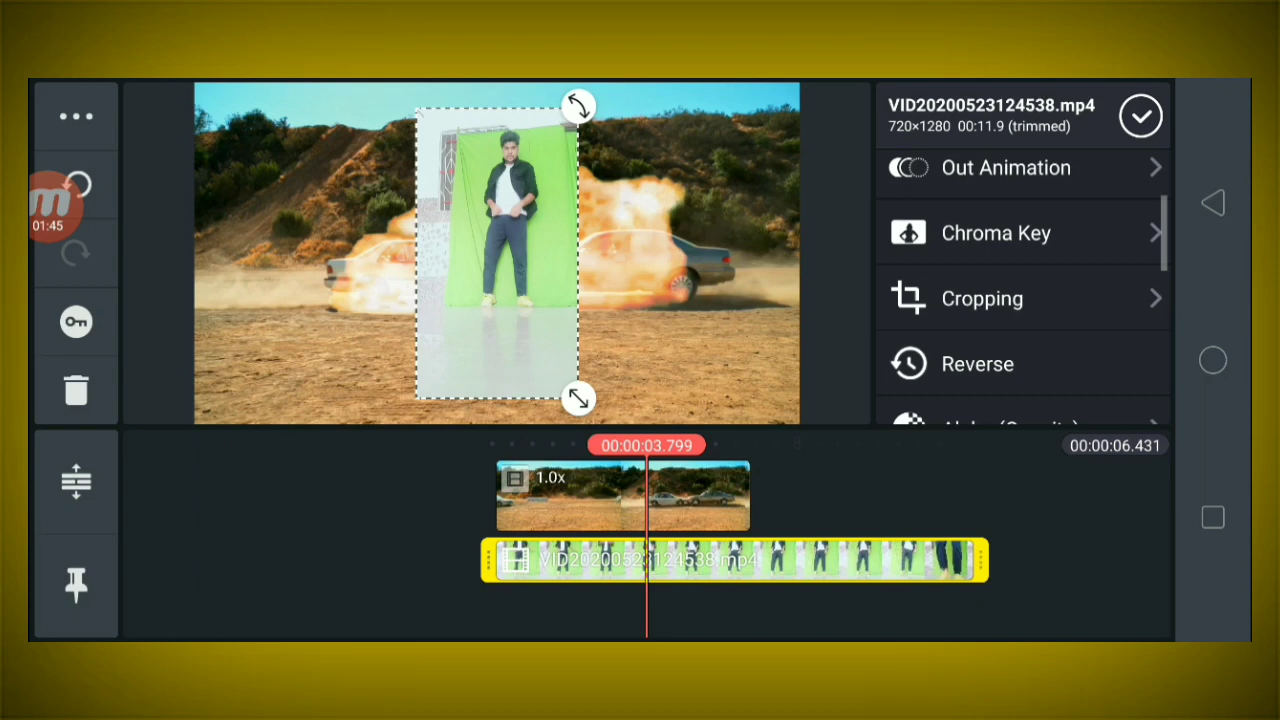 VID20200523124538.mp4
720×1280 00:11.9 (trimmed)
Out Animation
Chroma Key
Cropping
Reverse
m
01:45
00:00:03.799
00:00:06.431
1.0x
VID20200523124538.mp4